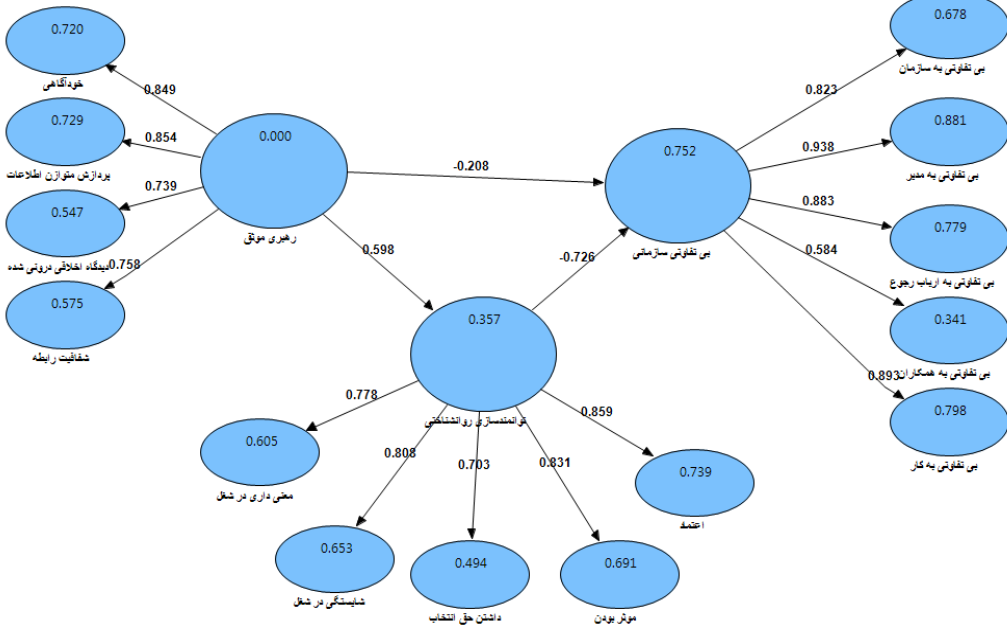 0.720
خودآگاهی
0.849
0.729
پردازش متوازن اطلاعات
0.854
0.547
دیدگاه اخلاقی درونی شده
0.739
0.575
شفافیت رابطه
0.758
0.000
رهبری موثق
-0.208
0.598
0.752
بی تفاوتی سازمانی
-0.726
0.357
توانمندسازی روانشناختی
0.678
بی تفاوتی به سازمان
0.823
0.881
بی تفاوتی به مدیر
0.938
0.779
بی تفاوتی به ارباب رجوع
0.883
0.341
بی تفاوتی به همکاران
0.584
0.798
بی تفاوتی به کار
0.893
0.778
0.605
معنی داری در شغل
0.808
0.653
شایستگی در شغل
0.703
0.494
داشتن حق انتخاب
0.831
0.691
موثر بودن
0.859
0.739
اعتماد